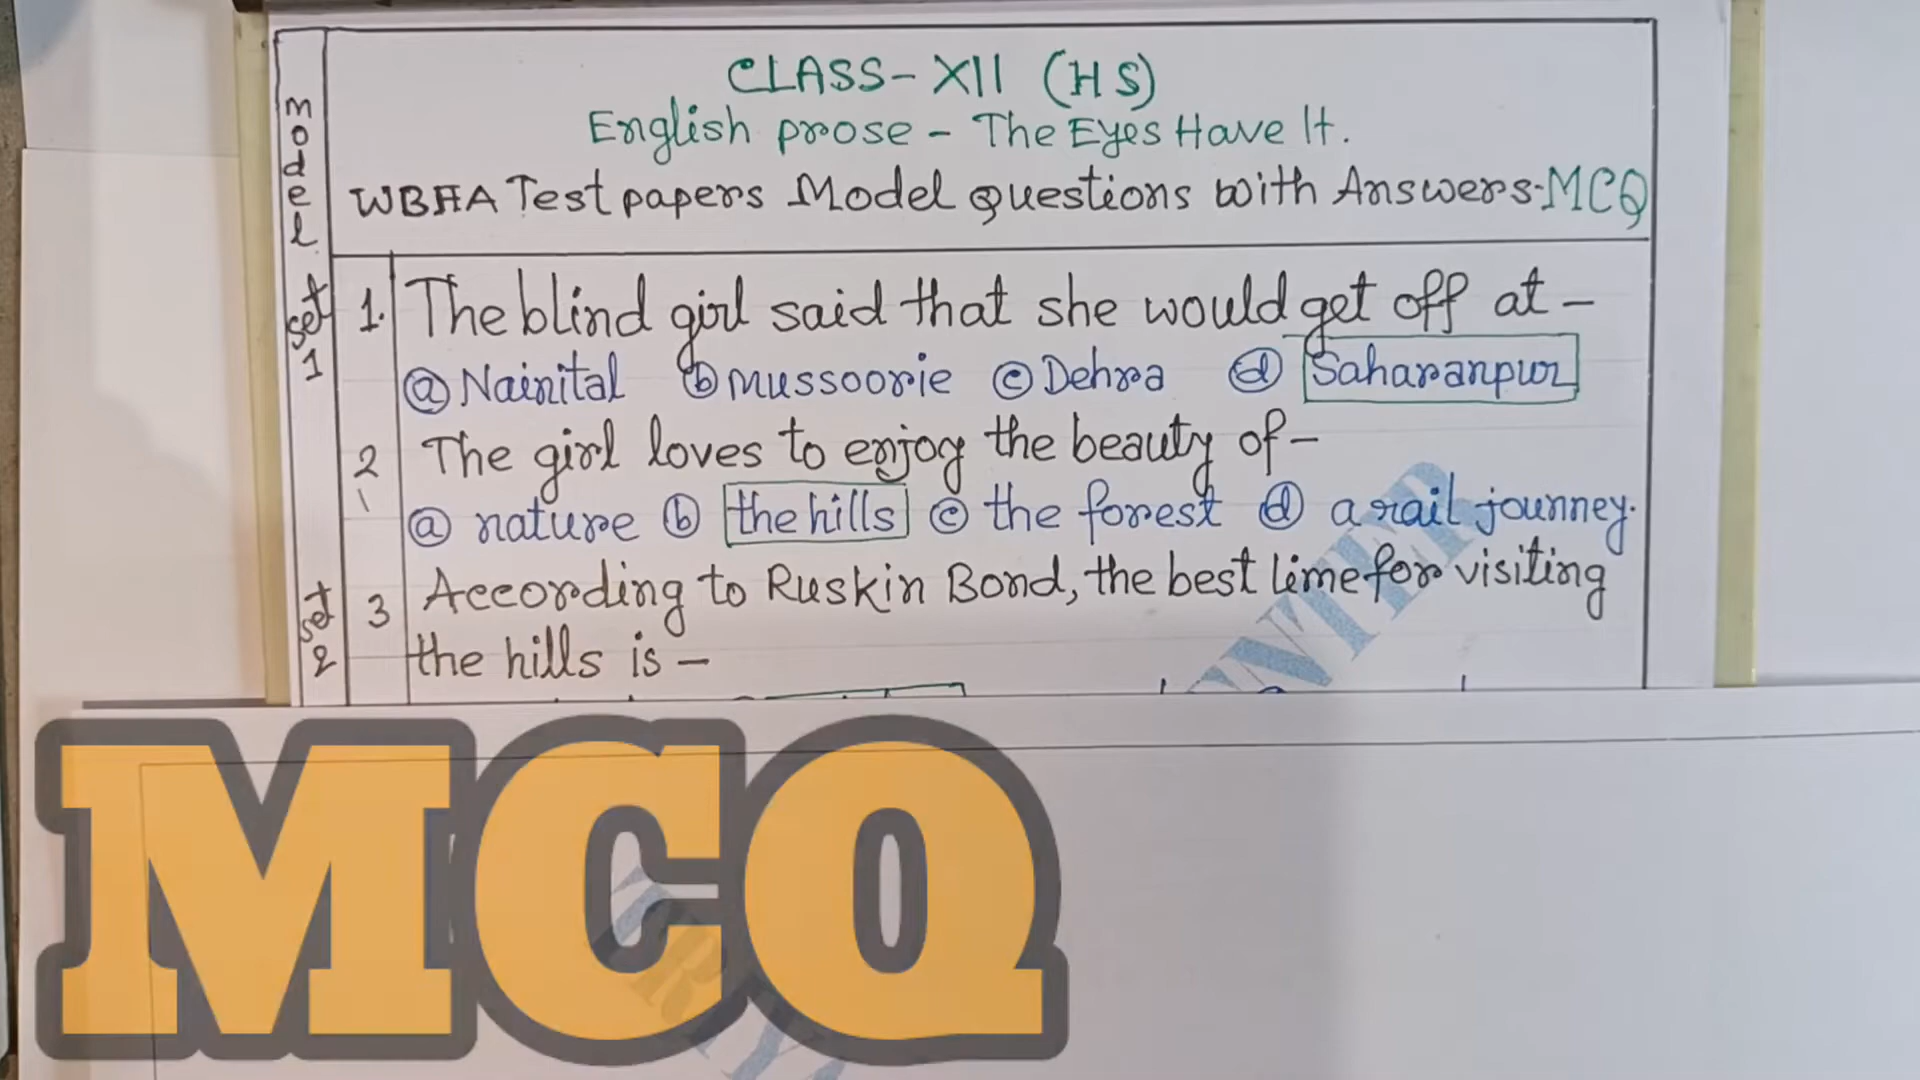 CLASS-XII (HS)
English prose - The Eyes Have It.
WBHA Test papers Model questions with Answers-MCQ
Model set 1
1. The blind girl said that she would get off at -
a Nainital b mussoorie c Dehra d Saharanpur
2 The girl loves to enjoy the beauty of -
a nature b the hills c the forest d a rail journey.
set 2
3 According to Ruskin Bond, the best time for visiting
the hills is -
MCQ